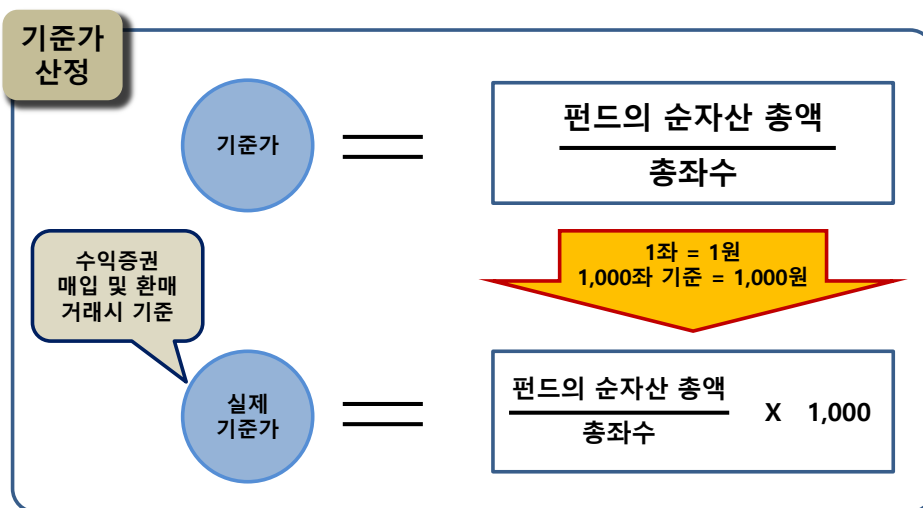 기준가
산정
기준가
펀드의 순자산 총액
총좌수
수익증권
매입 및 환매
거래시 기준
1좌 = 1원
1,000좌 기준 = 1,000원
실제
기준가
펀드의 순자산 총액
총좌수
X 1,000